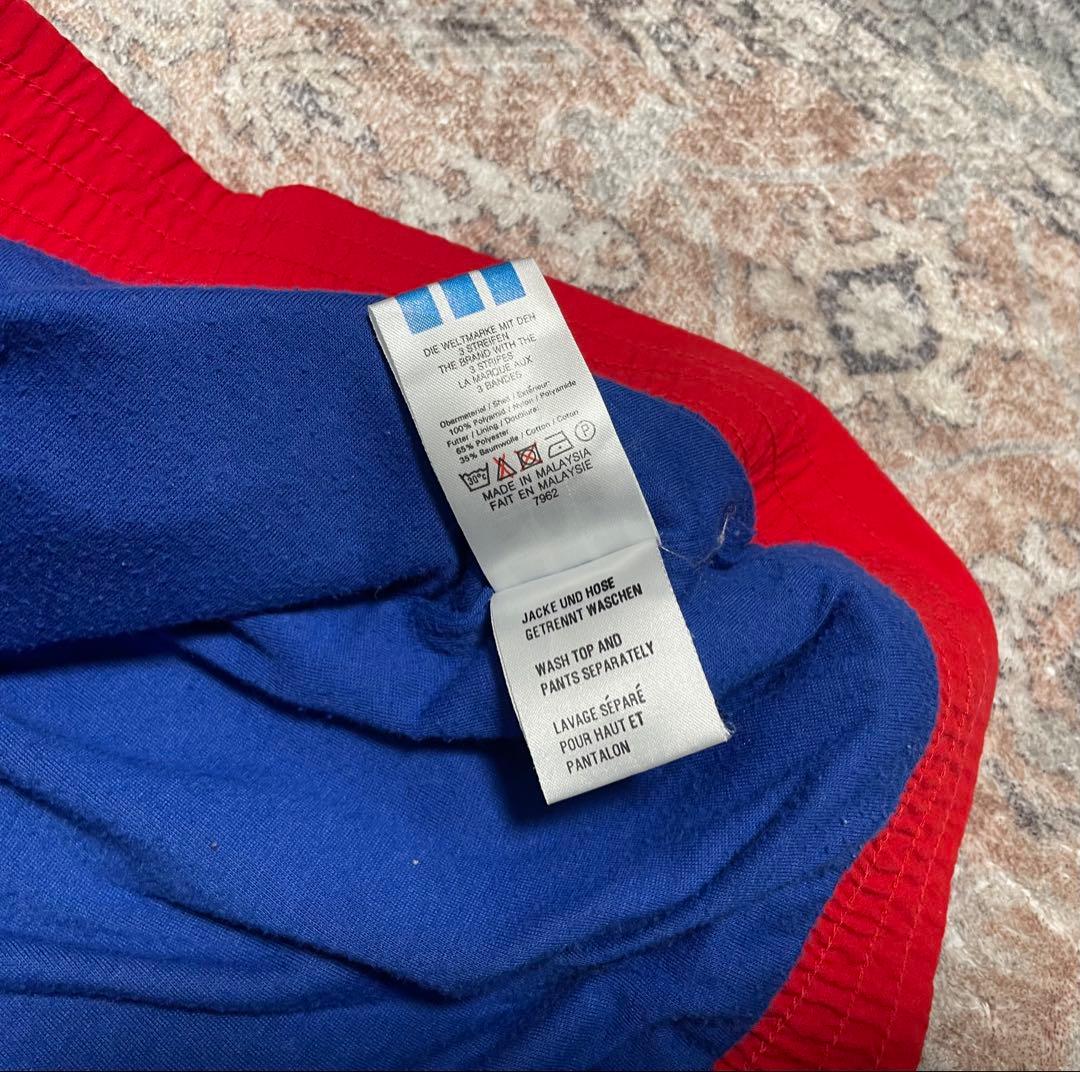 DIE WELTMARKE MIT DEN
3 STREIFEN
THE BRAND WITH THE
3 STRIPES
LA MARQUE AUX
3 BANDES
Obermaterial / Shell / Extérieur:
100% Polyamid / Nylon / Polyamide
Futter / Lining / Doublure:
65% Polyester
35% Baumwolle / Cotton / Coton
30°C P
MADE IN MALAYSIA
FAIT EN MALAYSIE
7962
JACKE UND HOSE
GETRENNT WASCHEN
WASH TOP AND
PANTS SEPARATELY
LAVAGE SÉPARÉ
POUR HAUT ET
PANTALON